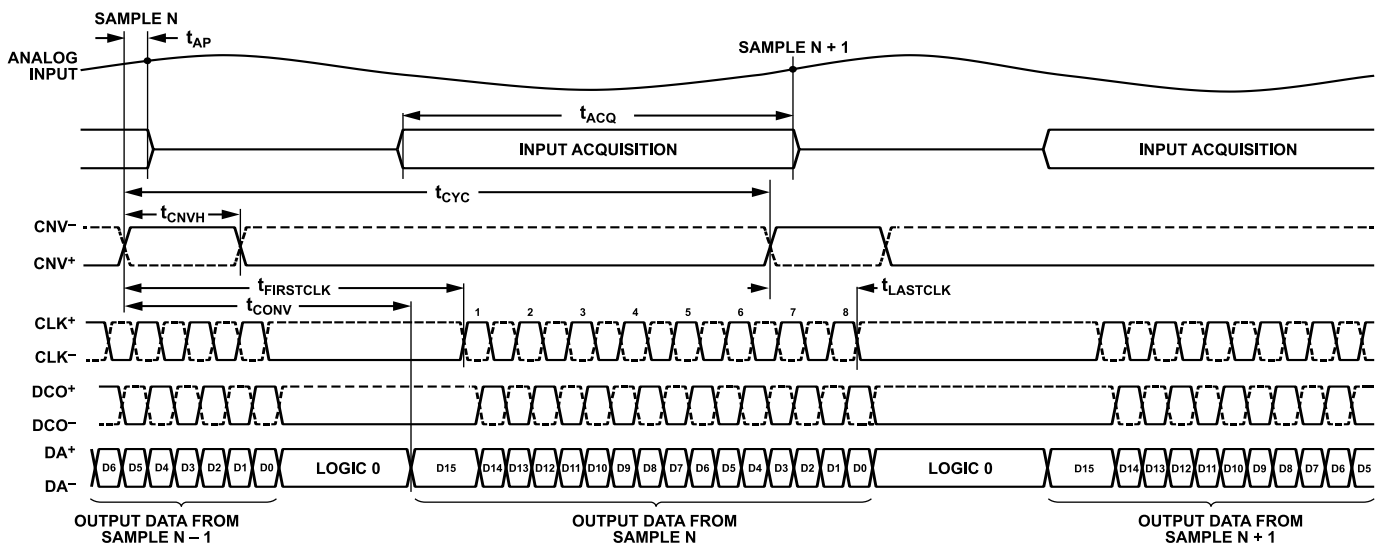 SAMPLE N
tAP
ANALOG
INPUT
SAMPLE N + 1
tACQ
INPUT ACQUISITION
INPUT ACQUISITION
tCYC
tCNVH
CNV–
CNV+
tFIRSTCLK
tCONV
tLASTCLK
1 2 3 4 5 6 7 8
CLK+
CLK–
DCO+
DCO–
DA+
DA–
D6 D5 D4 D3 D2 D1 D0 LOGIC 0 D15 D14 D13 D12 D11 D10 D9 D8 D7 D6 D5 D4 D3 D2 D1 D0 LOGIC 0 D15 D14 D13 D12 D11 D10 D9 D8 D7 D6 D5
OUTPUT DATA FROM
SAMPLE N – 1
OUTPUT DATA FROM
SAMPLE N
OUTPUT DATA FROM
SAMPLE N + 1